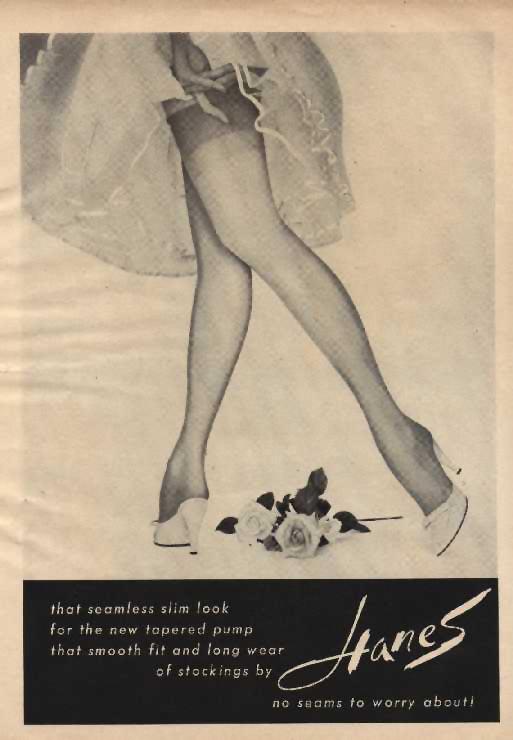 that seamless slim look
for the new tapered pump
that smooth fit and long wear
of stockings by
Hanes
no seams to worry about!